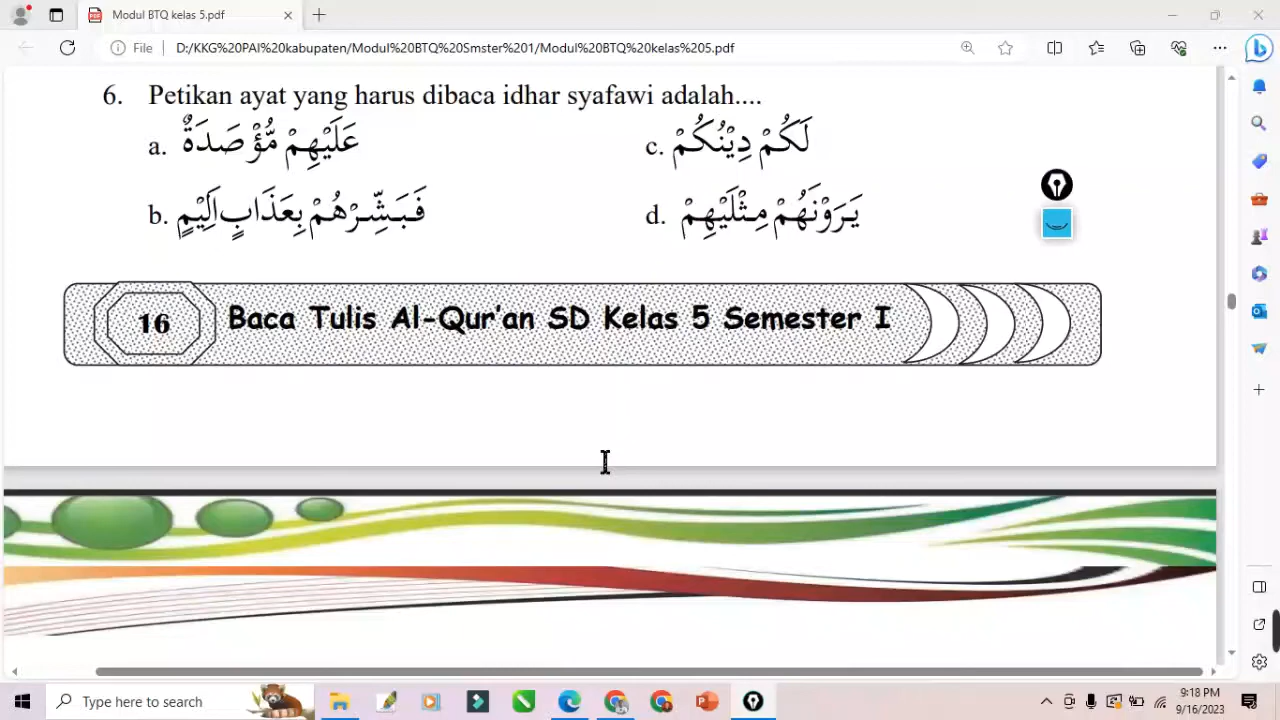 Modul BTQ kelas 5.pdf
File D:/KKG%20PAI%20kabupaten/Modul%20BTQ%20Smster%201/Modul%20BTQ%20kelas%205.pdf
6. Petikan ayat yang harus dibaca idhar syafawi adalah....
a. عَلَيْهِمْ مُّؤْصَدَةٌ
c. لَكُمْ دِيْنُكُمْ
b. فَبَشِّرْهُمْ بِعَذَابٍ اَلِيْمٍ
d. يَرَوْنَهُمْ مِثْلَيْهِمْ
16 Baca Tulis Al-Qur'an SD Kelas 5 Semester I
Type here to search
9:18 PM
9/16/2023